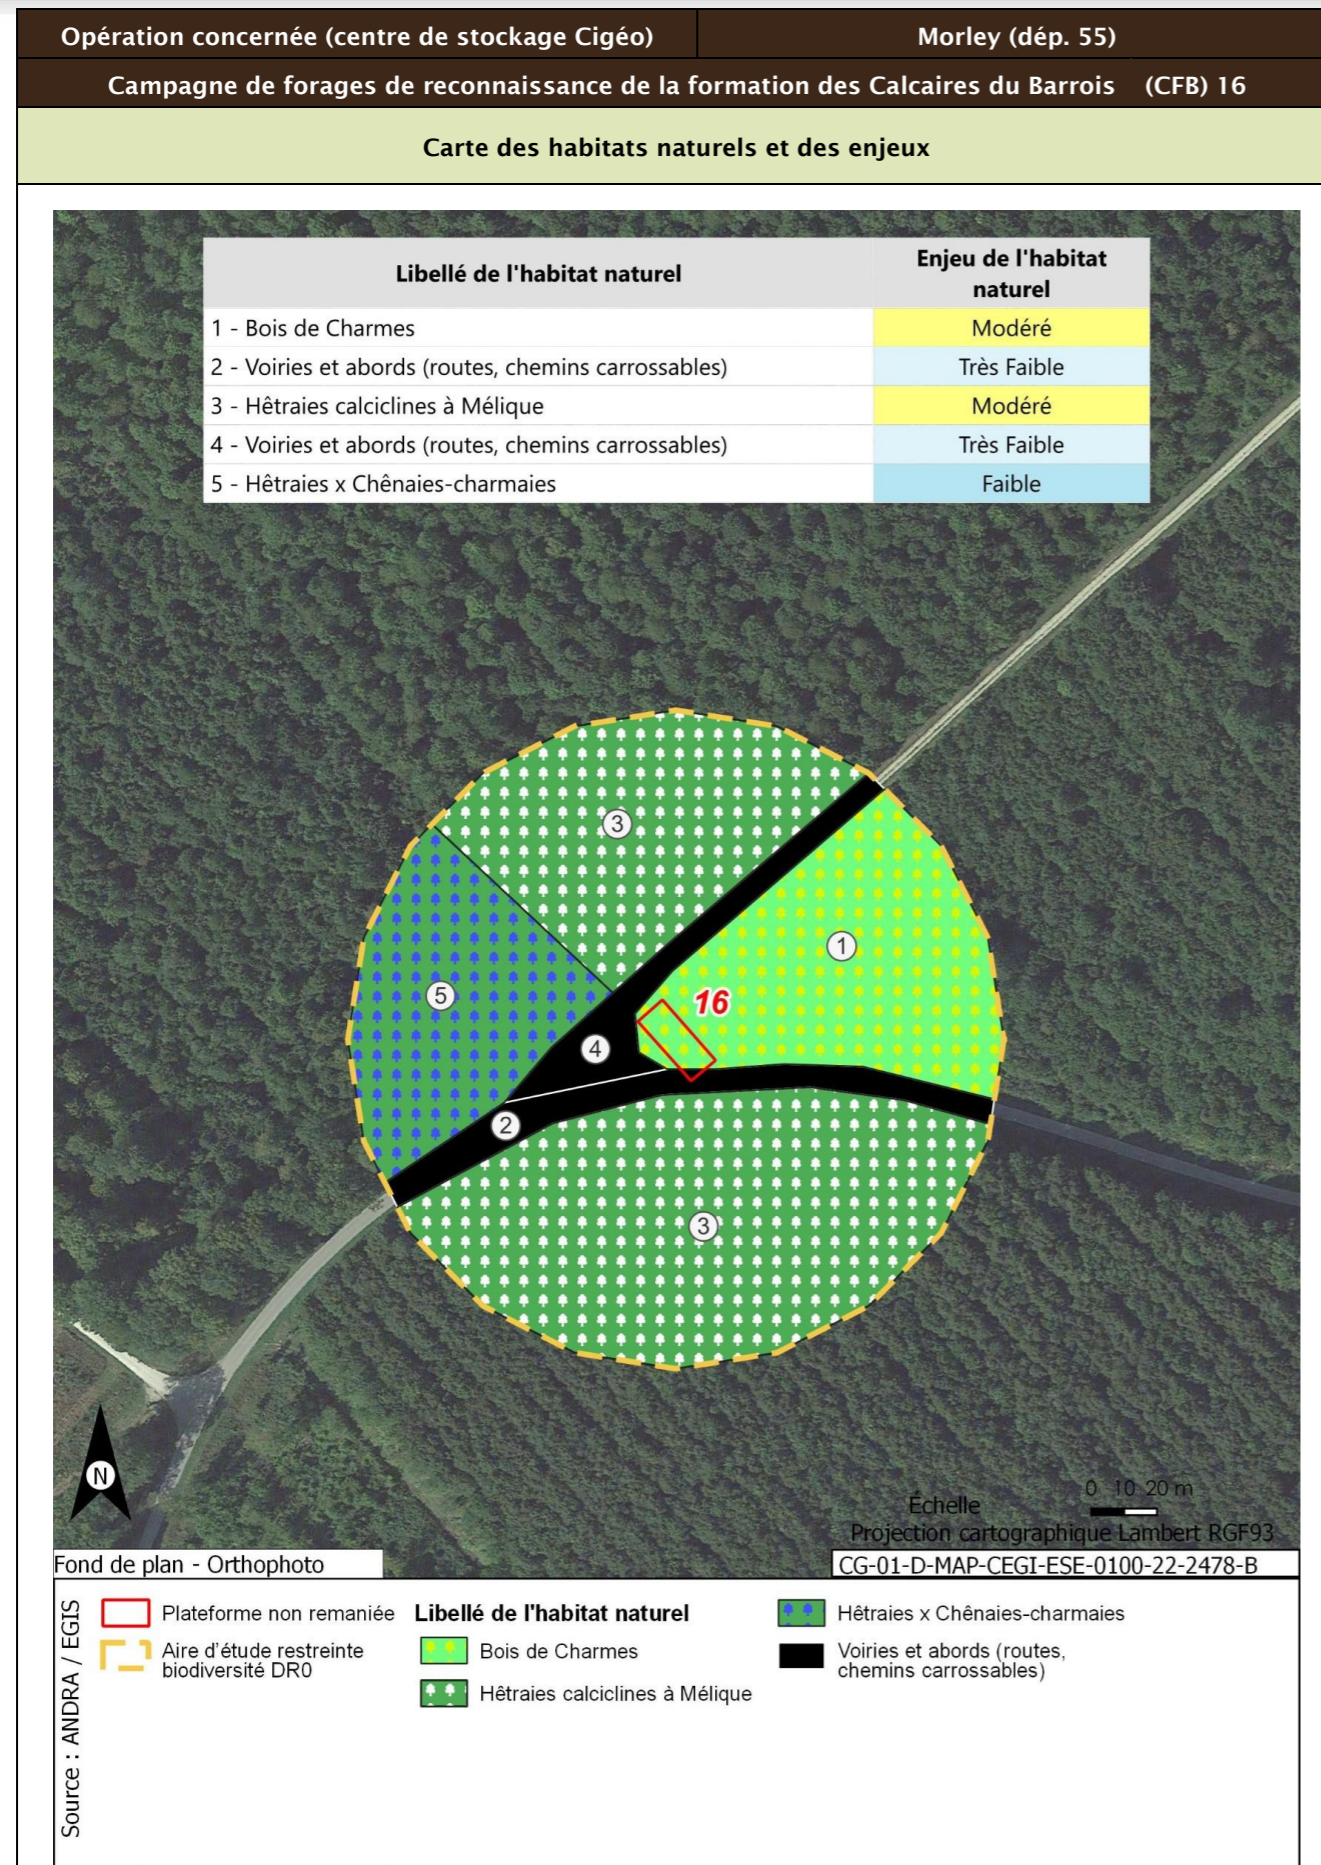 Opération concernée (centre de stockage Cigéo) Morley (dép. 55)
Campagne de forages de reconnaissance de la formation des Calcaires du Barrois (CFB) 16
Carte des habitats naturels et des enjeux
Libellé de l'habitat naturel Enjeu de l'habitat
naturel
1 - Bois de Charmes Modéré
2 - Voiries et abords (routes, chemins carrossables) Très Faible
3 - Hêtraies calciclines à Mélique Modéré
4 - Voiries et abords (routes, chemins carrossables) Très Faible
5 - Hêtraies x Chênaies-charmaies Faible
3
1
5
16
4
2
3
N
0 10 20 m
Échelle
Projection cartographique Lambert RGF93
Fond de plan - Orthophoto
CG-01-D-MAP-CEGI-ESE-0100-22-2478-B
Source : ANDRA / EGIS
Plateforme non remaniée
Aire d'étude restreinte
biodiversité DR0
Libellé de l'habitat naturel
Bois de Charmes
Hêtraies calciclines à Mélique
Hêtraies x Chênaies-charmaies
Voiries et abords (routes,
chemins carrossables)